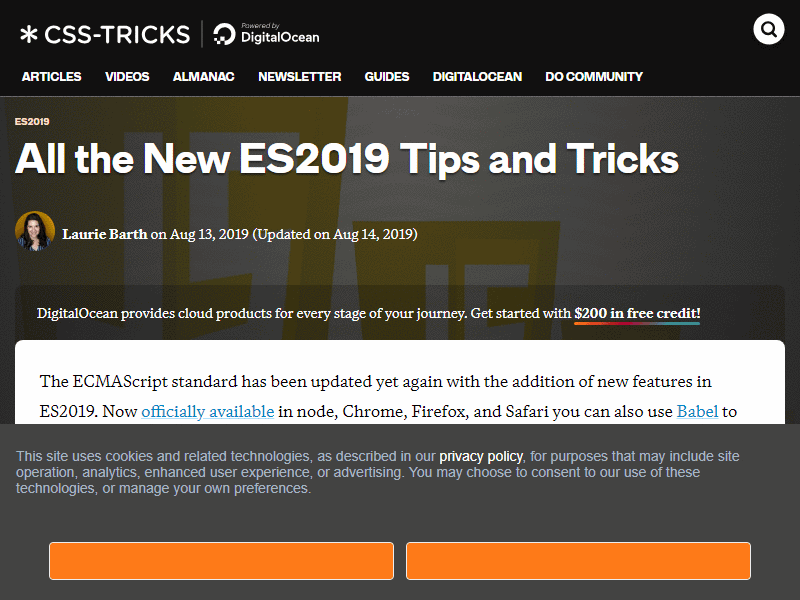 CSS-TRICKS
Powered by
DigitalOcean
ARTICLES VIDEOS ALMANAC NEWSLETTER GUIDES DIGITALOCEAN DO COMMUNITY
ES2019
All the New ES2019 Tips and Tricks
Laurie Barth on Aug 13, 2019 (Updated on Aug 14, 2019)
DigitalOcean provides cloud products for every stage of your journey. Get started with $200 in free credit!
The ECMAScript standard has been updated yet again with the addition of new features in
ES2019. Now officially available in node, Chrome, Firefox, and Safari you can also use Babel to
This site uses cookies and related technologies, as described in our privacy policy, for purposes that may include site
operation, analytics, enhanced user experience, or advertising. You may choose to consent to our use of these
technologies, or manage your own preferences.